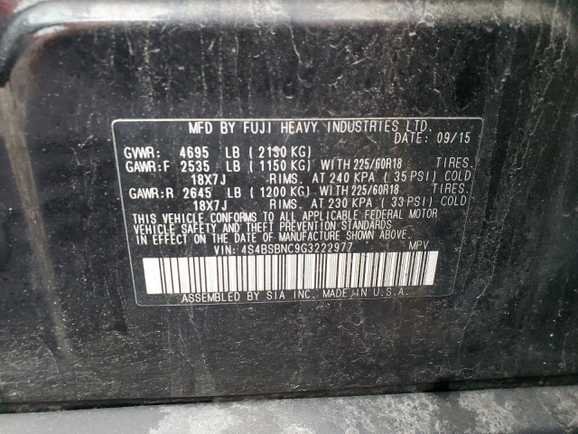 MFD BY FUJI HEAVY INDUSTRIES LTD.
DATE: 09/15
GVWR: 4695 LB ( 2130 KG)
GAWR:F 2535 LB ( 1150 KG) WITH 225/60R18 TIRES,
18X7J RIMS, AT 240 KPA ( 35 PSI) COLD
GAWR:R 2645 LB ( 1200 KG) WITH 225/60R18 TIRES,
18X7J RIMS, AT 230 KPA ( 33 PSI) COLD
THIS VEHICLE CONFORMS TO ALL APPLICABLE FEDERAL MOTOR
VEHICLE SAFETY, BUMPER, AND THEFT PREVENTION STANDARDS
IN EFFECT ON THE DATE OF MANUFACTURE SHOWN ABOVE.
VIN: 4S4BSBNC9G3222977 MPV
ASSEMBLED BY SIA INC. MADE IN U.S.A.